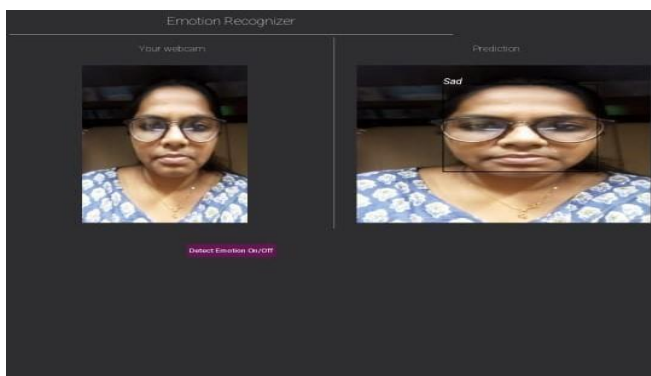 Emotion Recognizer
Your webcam
Prediction
Sad
Detect Emotion On/Off